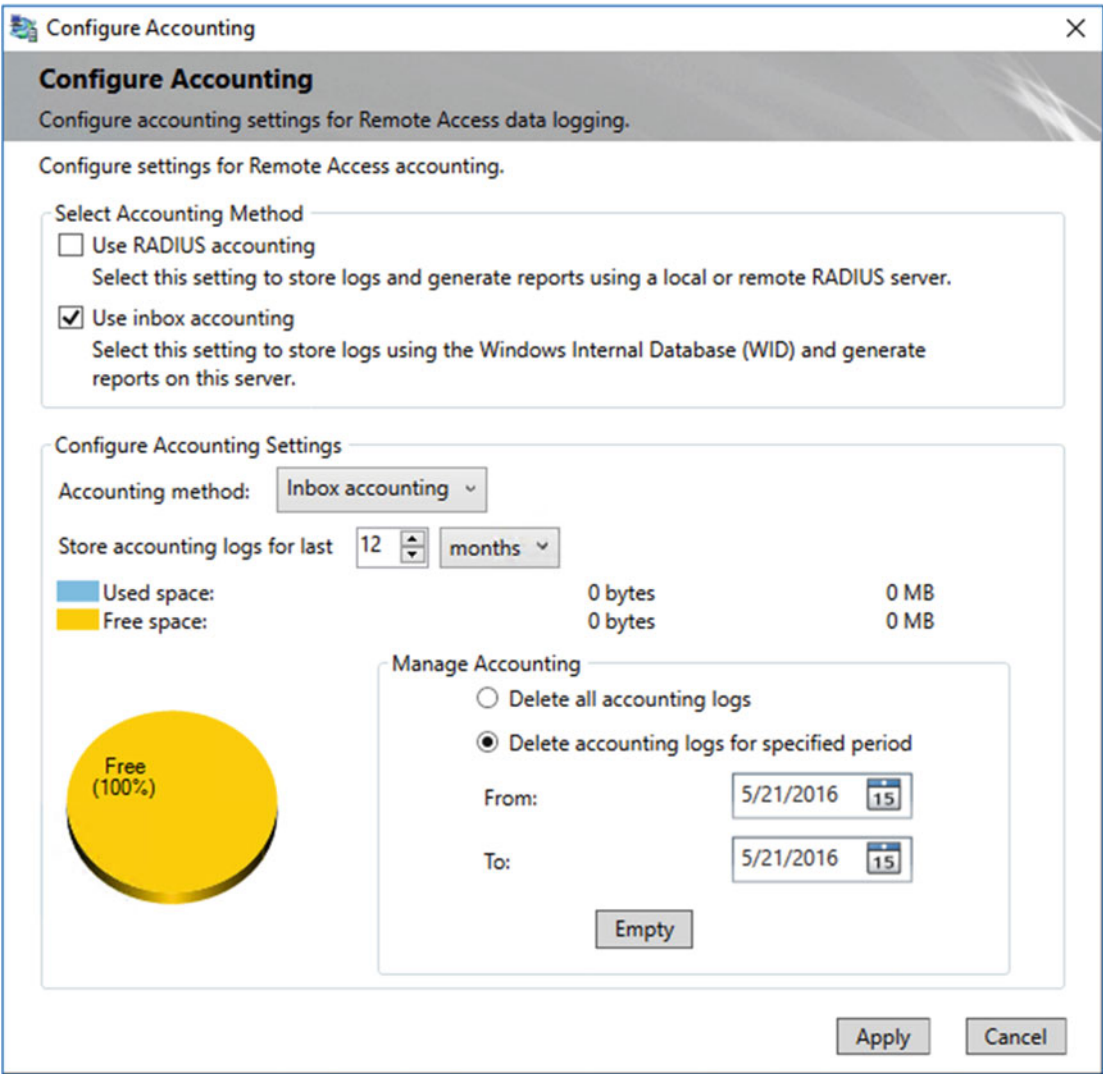 Configure Accounting
Configure Accounting
Configure accounting settings for Remote Access data logging.
Configure settings for Remote Access accounting.
Select Accounting Method
Use RADIUS accounting
Select this setting to store logs and generate reports using a local or remote RADIUS server.
Use inbox accounting
Select this setting to store logs using the Windows Internal Database (WID) and generate
reports on this server.
Configure Accounting Settings
Accounting method: Inbox accounting
Store accounting logs for last 12 months
Used space: 0 bytes 0 MB
Free space: 0 bytes 0 MB
Manage Accounting
Delete all accounting logs
Delete accounting logs for specified period
Free
(100%)
From: 5/21/2016 15
To: 5/21/2016 15
Empty
Apply Cancel